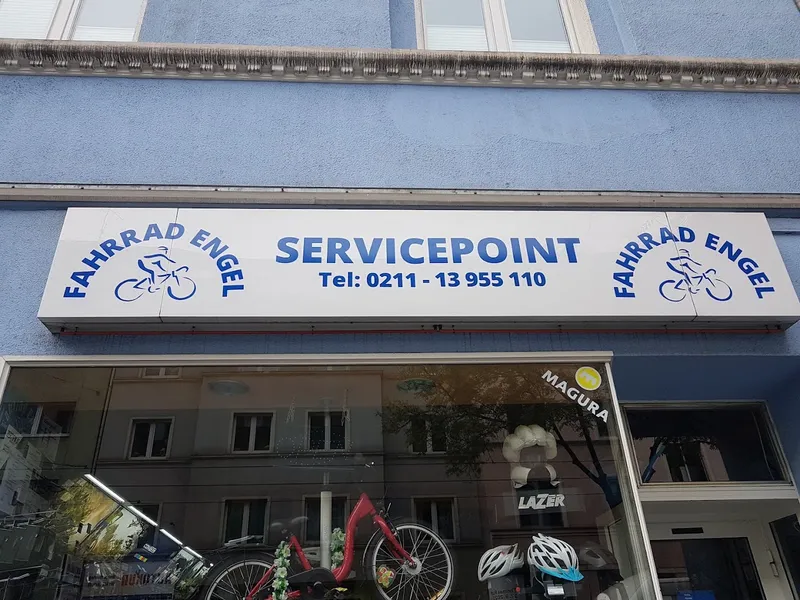 FAHRRAD ENGEL
SERVICEPOINT
Tel: 0211 - 13 955 110
FAHRRAD ENGEL
MAGURA
LAZER